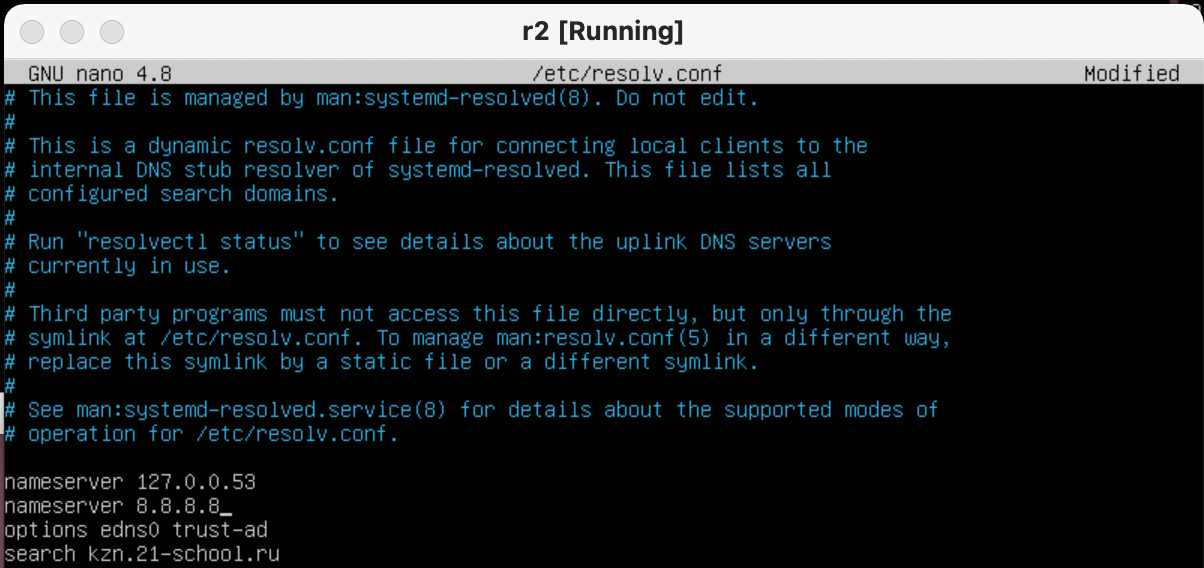 r2 [Running]
GNU nano 4.8 /etc/resolv.conf Modified
# This file is managed by man:systemd-resolved(8). Do not edit.
#
# This is a dynamic resolv.conf file for connecting local clients to the
# internal DNS stub resolver of systemd-resolved. This file lists all
# configured search domains.
#
# Run "resolvectl status" to see details about the uplink DNS servers
# currently in use.
#
# Third party programs must not access this file directly, but only through the
# symlink at /etc/resolv.conf. To manage man:resolv.conf(5) in a different way,
# replace this symlink by a static file or a different symlink.
#
# See man:systemd-resolved.service(8) for details about the supported modes of
# operation for /etc/resolv.conf.
nameserver 127.0.0.53
nameserver 8.8.8.8
options edns0 trust-ad
search kzn.21-school.ru